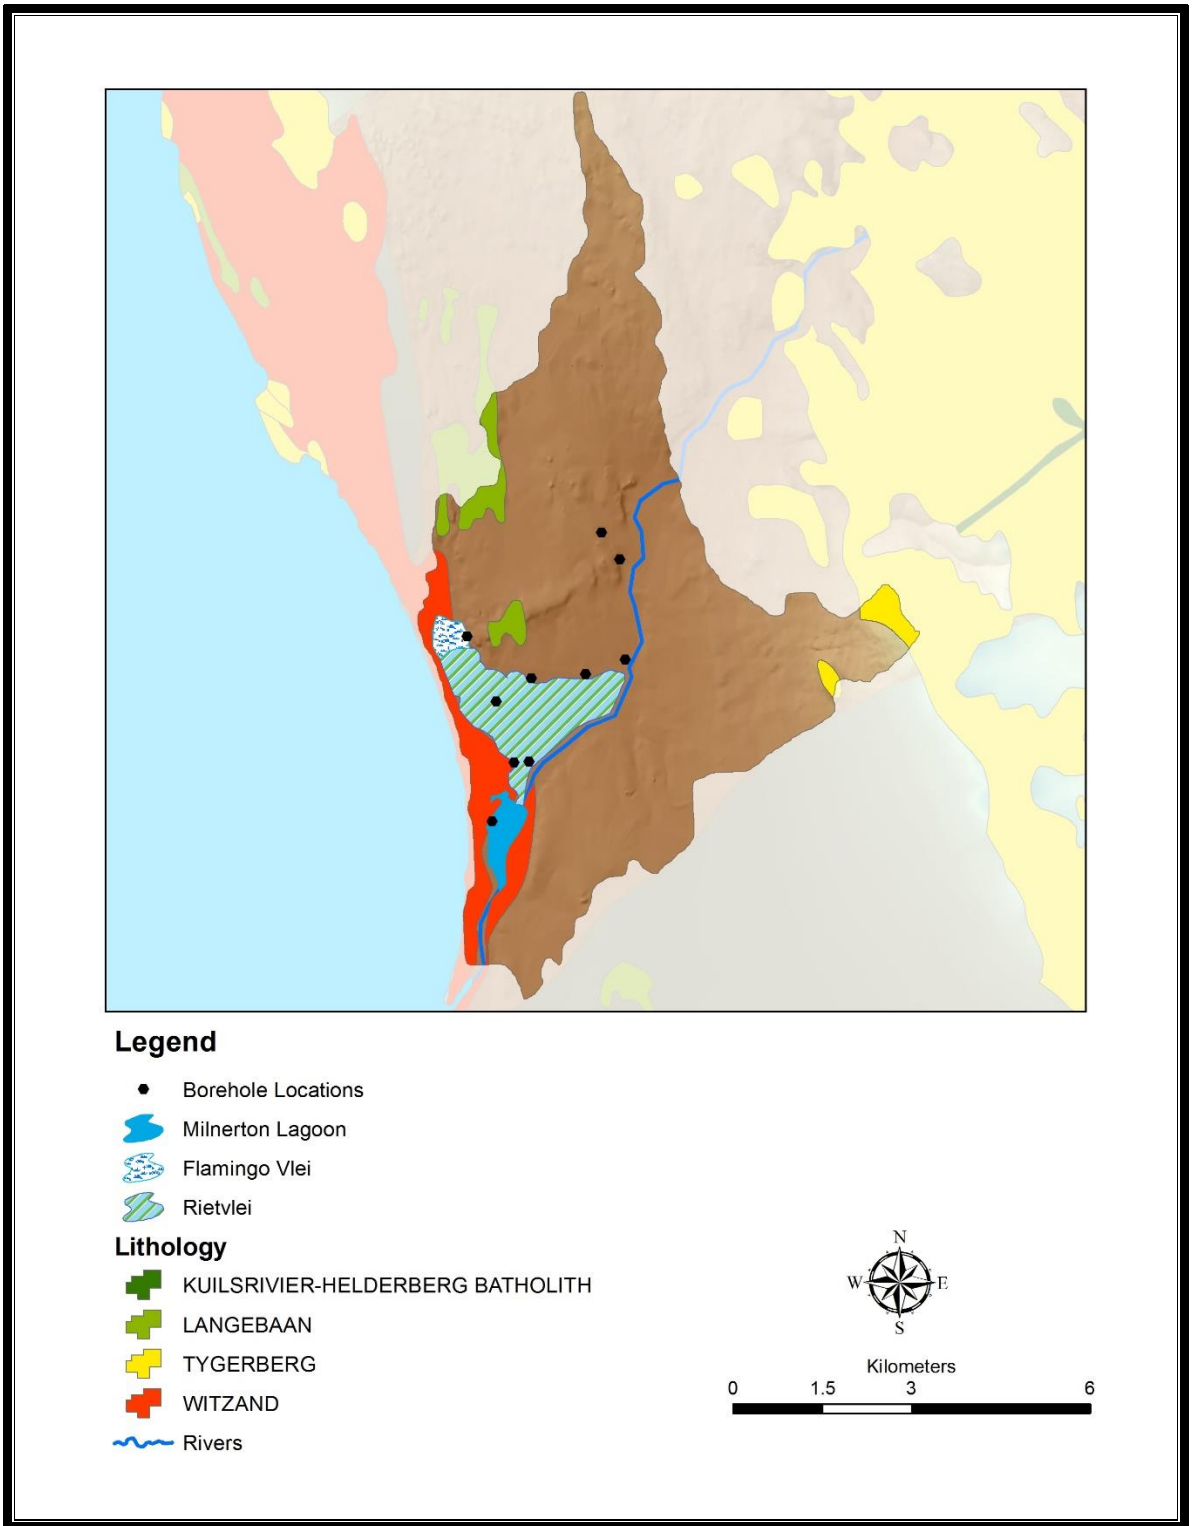 Legend
Borehole Locations
Milnerton Lagoon
Flamingo Vlei
Rietvlei
Lithology
KUILSRIVIER-HELDERBERG BATHOLITH
LANGEBAAN
TYGERBERG
WITZAND
Rivers
N
W E
S
Kilometers
0 1.5 3 6